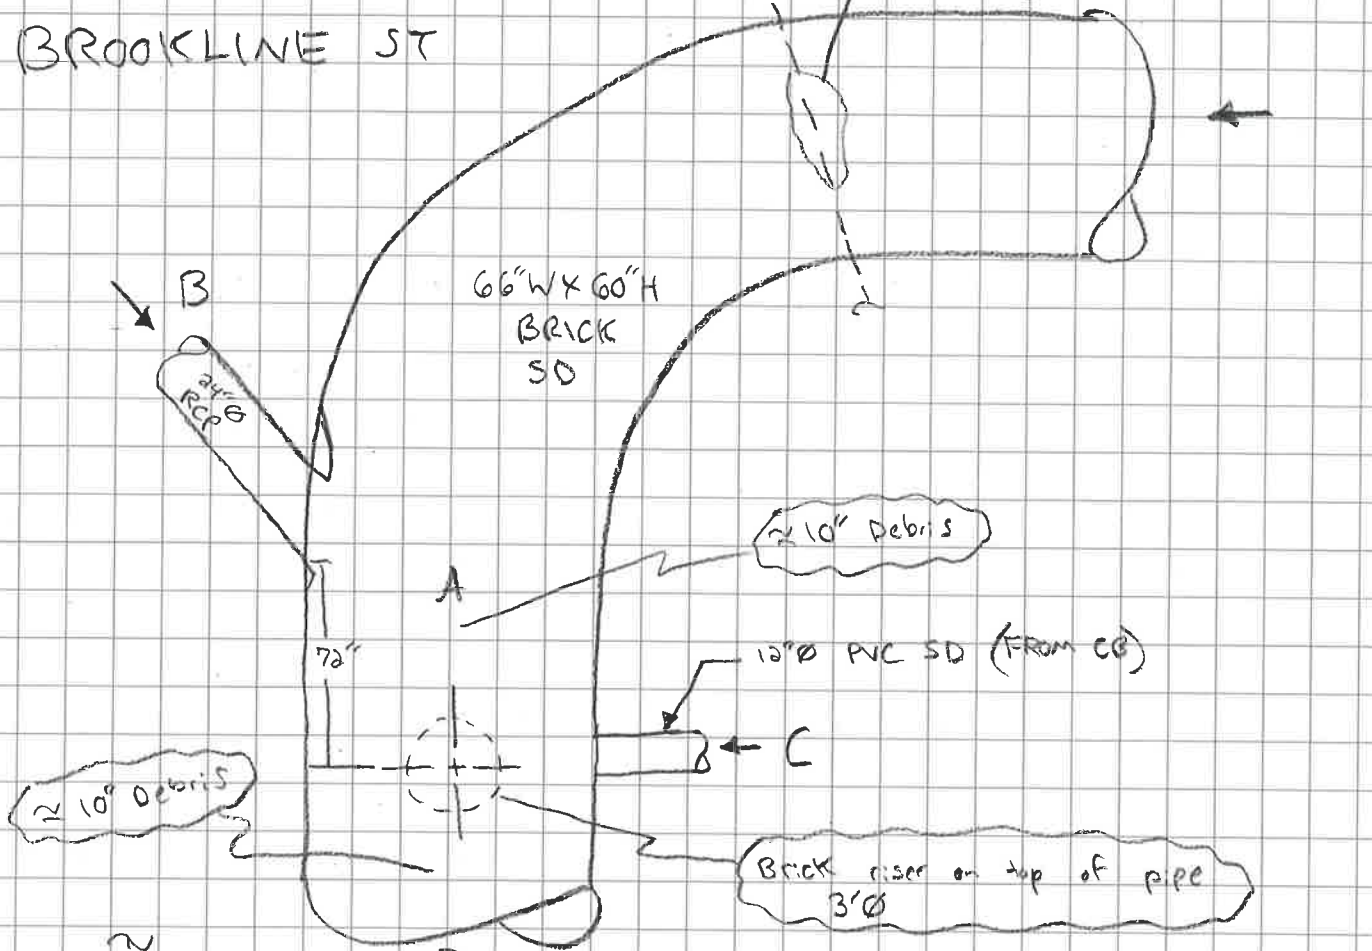 BROOKLINE ST
B
24"
RCP
66"W X 60"H
BRICK
SD
≈ 10" Debris
A
72"
12"Ø PVC SD (FROM CB)
C
≈ 10" Debris
Brick riser on top of pipe
3'Ø